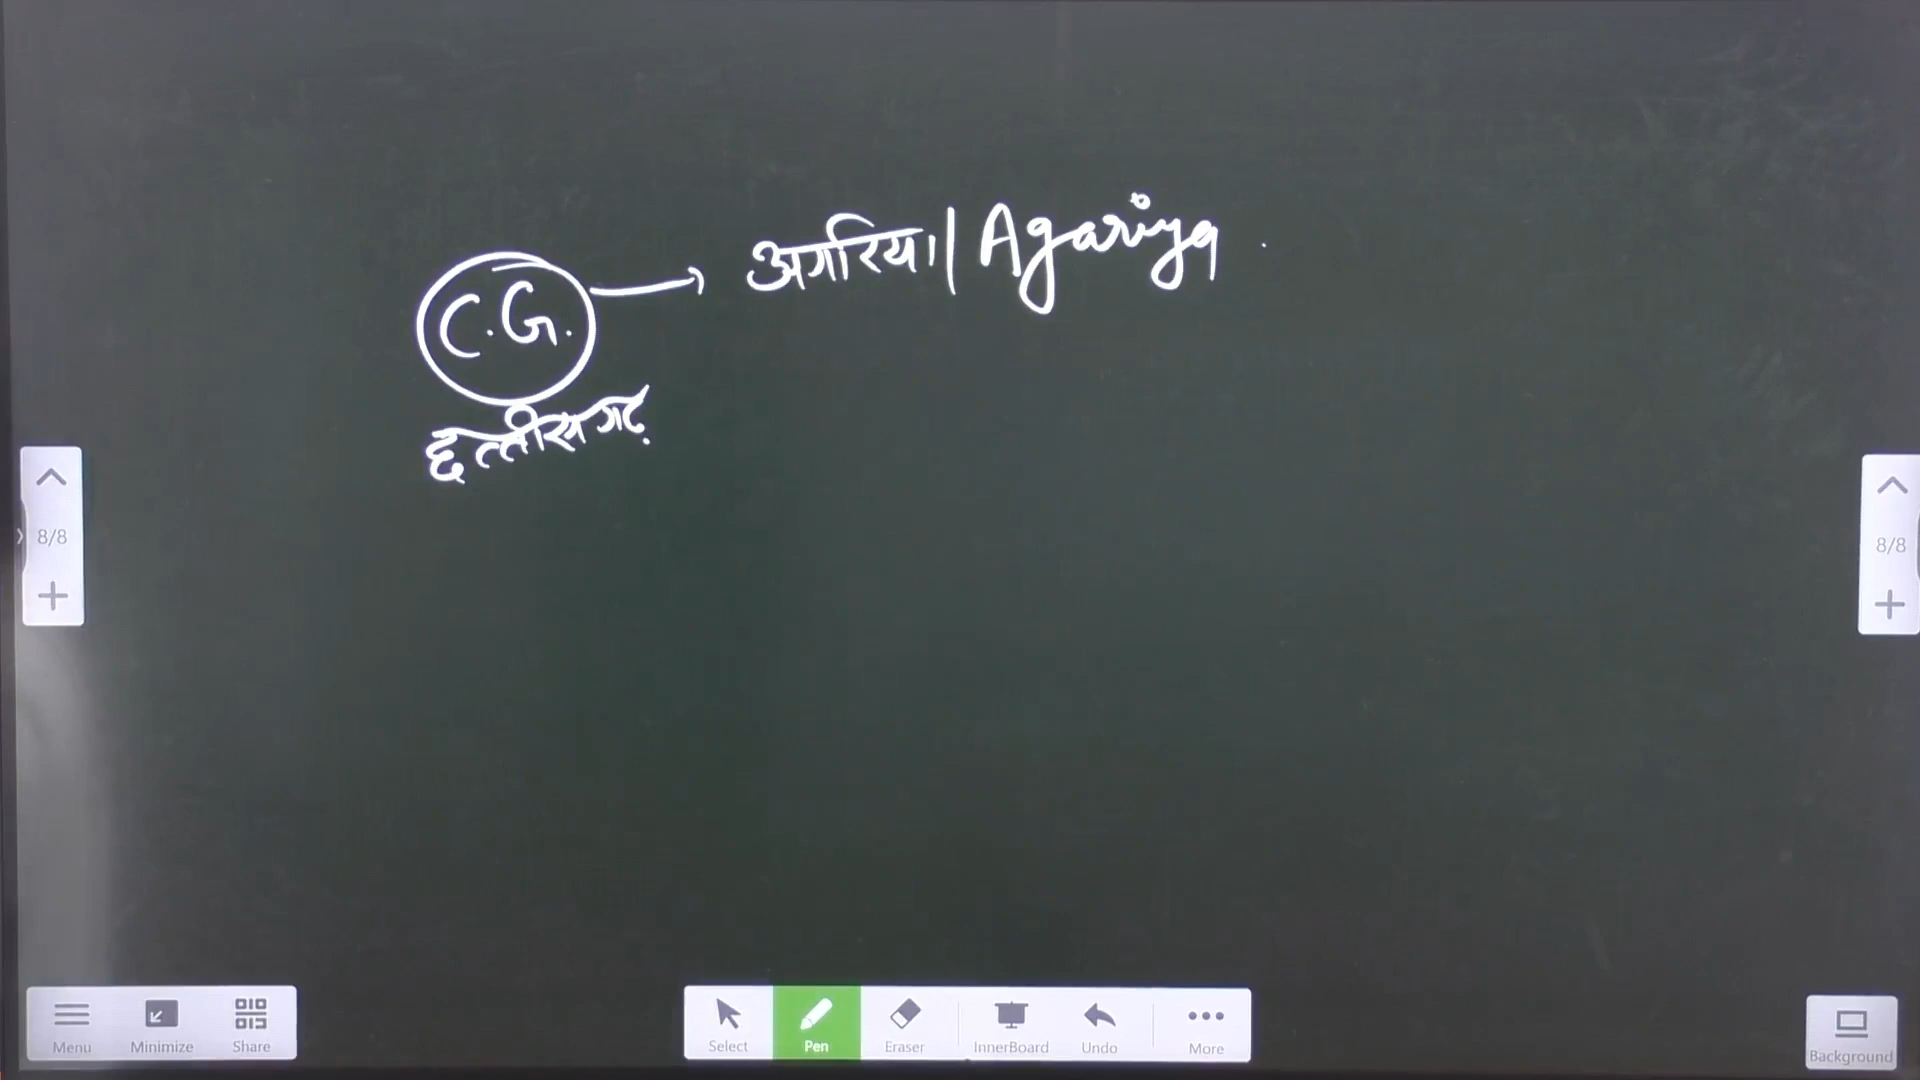 अगरिया | Agariya
C.G.
छत्तीसगढ़
8/8
8/8
Menu Minimize Share
Select Pen Eraser InnerBoard Undo More
Background